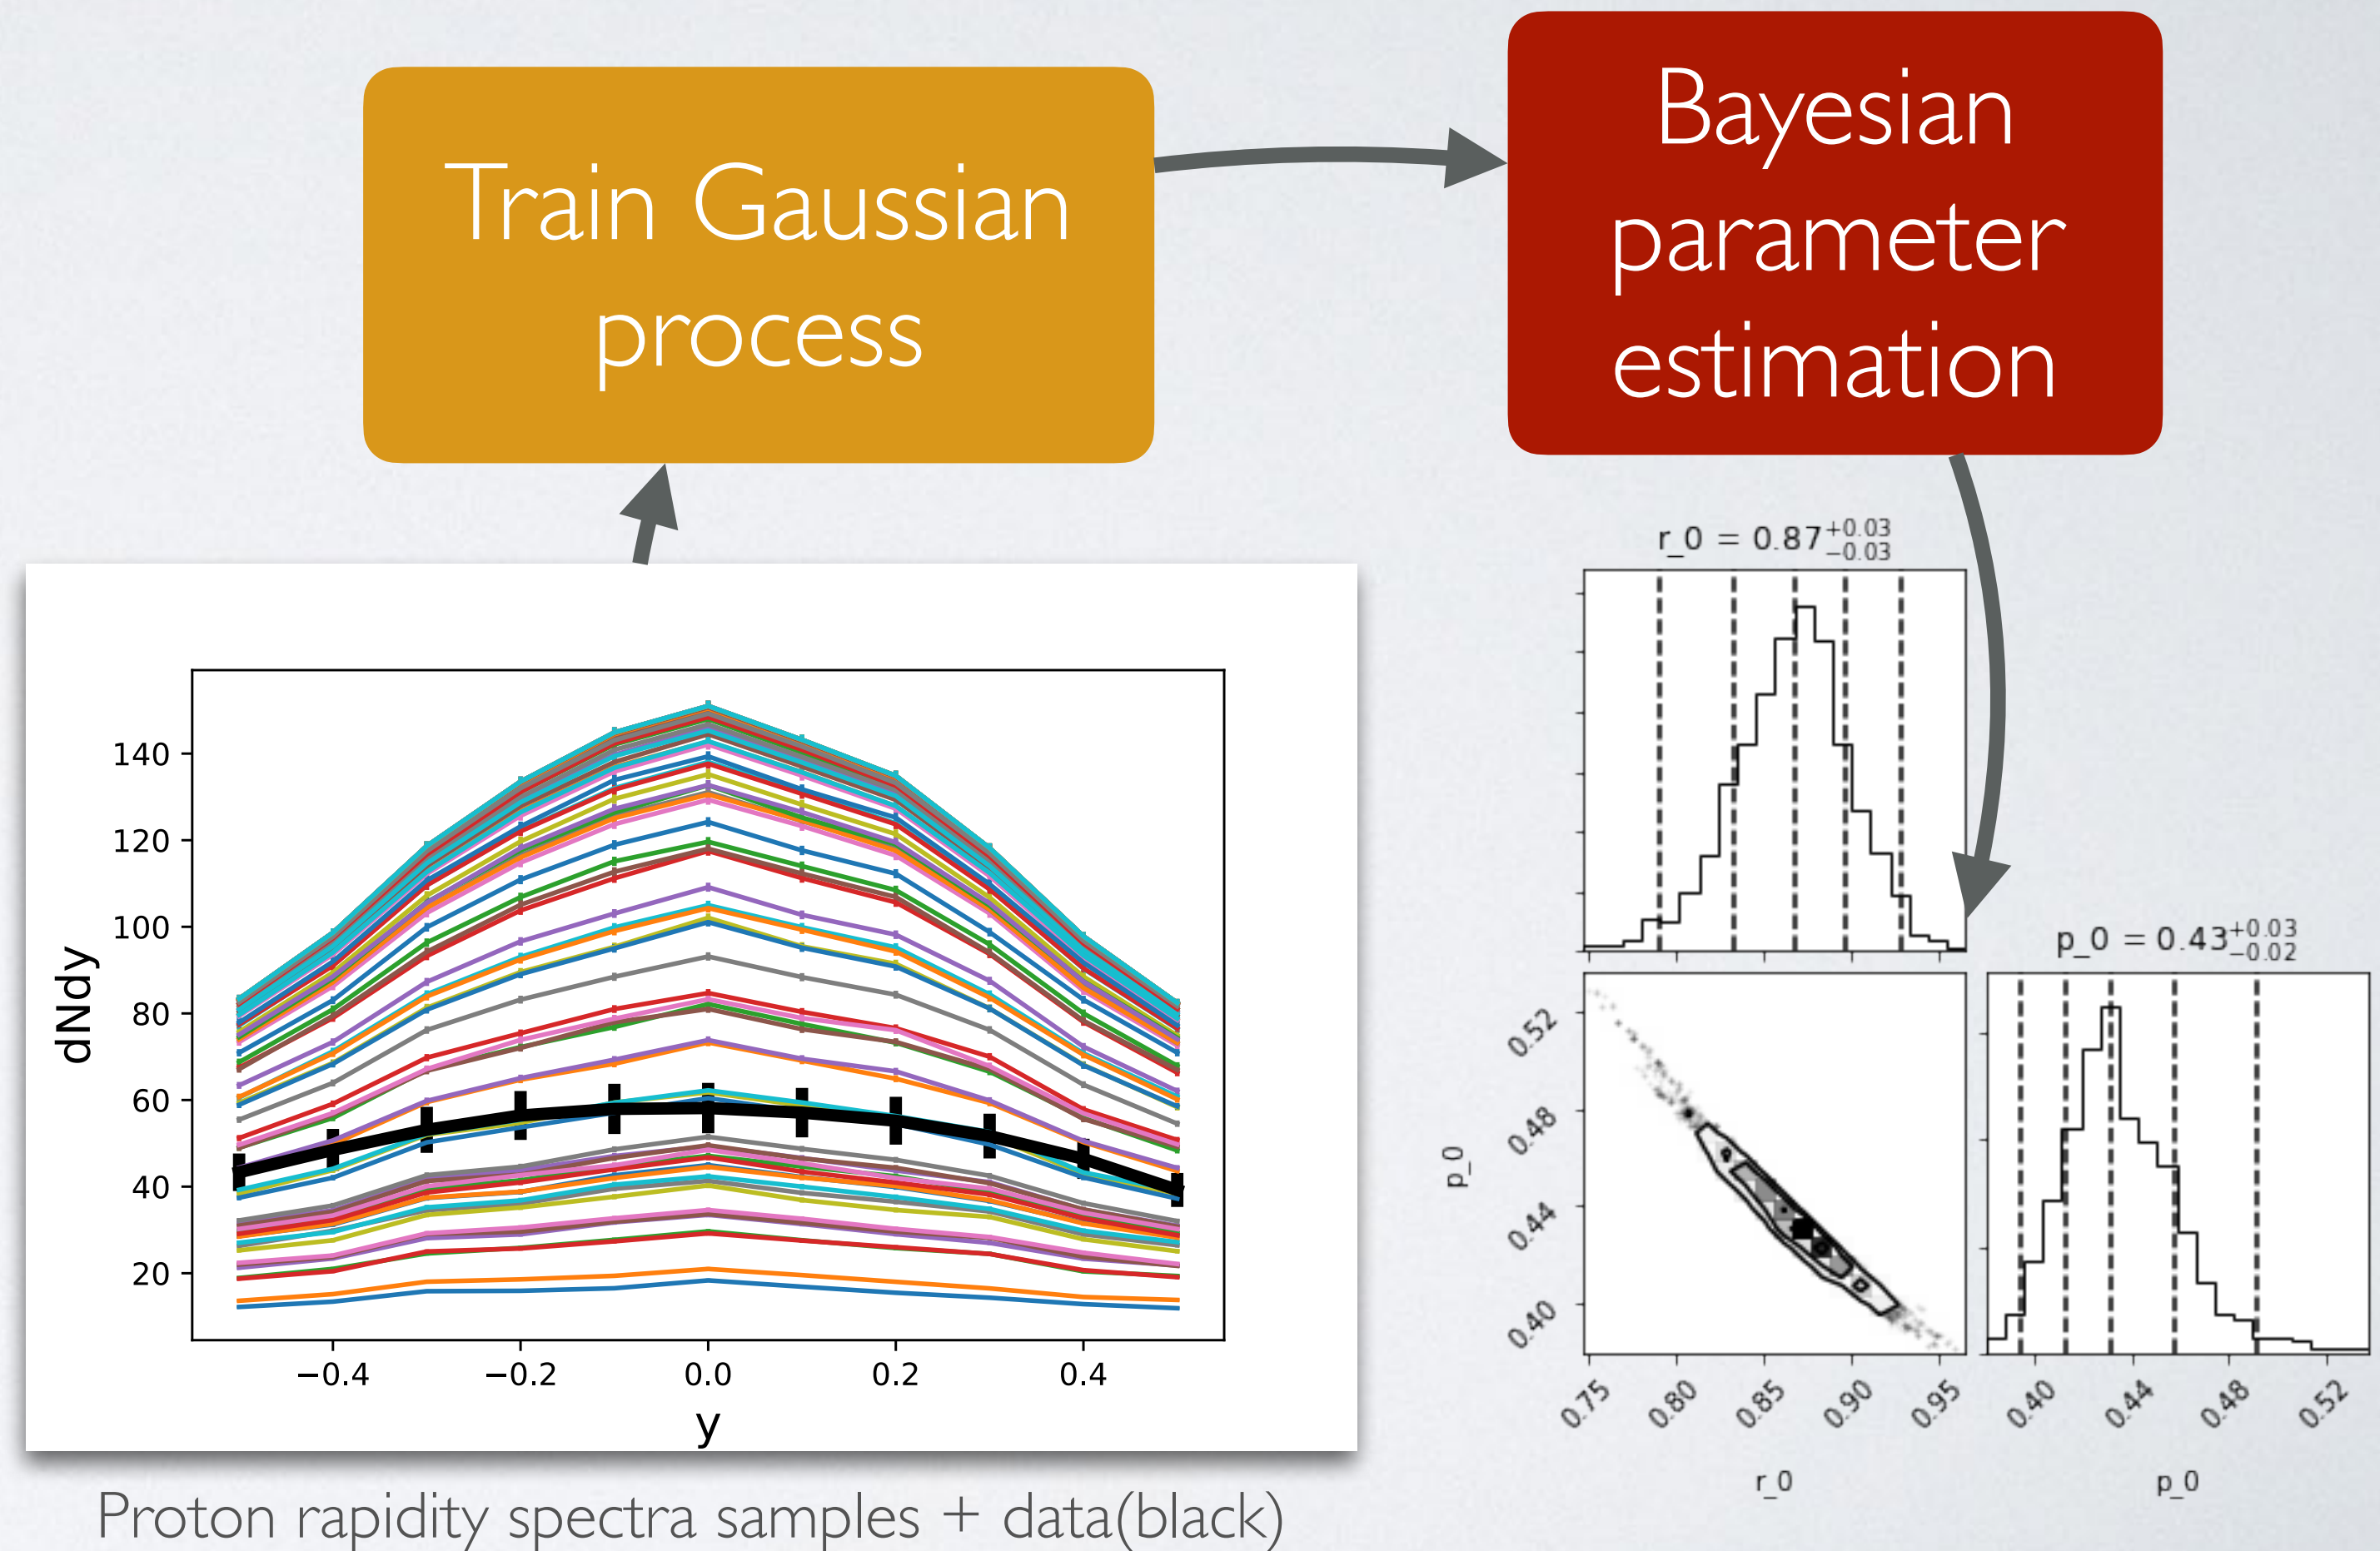 Train Gaussian
process
Bayesian
parameter
estimation
dNdy
140
120
100
80
60
40
20
−0.4 −0.2 0.0 0.2 0.4
y
Proton rapidity spectra samples + data(black)
r_0 = 0.87 +0.03 −0.03
p_0 = 0.43 +0.03 −0.02
p_0
0.52
0.48
0.44
0.40
0.75 0.80 0.85 0.90 0.95
r_0
0.40 0.44 0.48 0.52
p_0